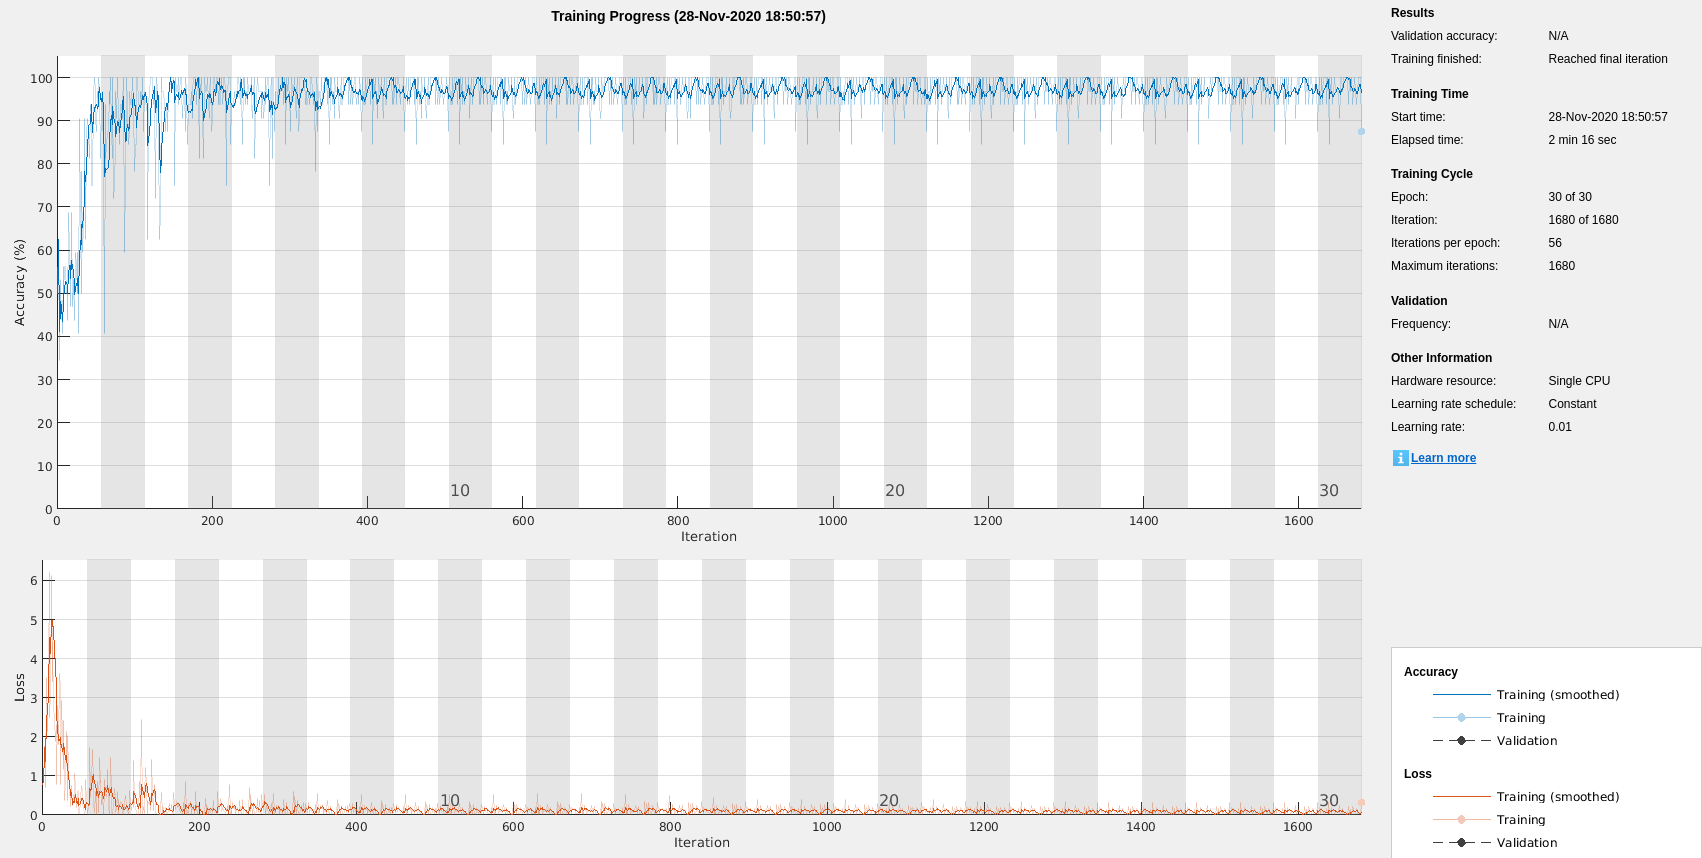 Training Progress (28-Nov-2020 18:50:57)
100
90
80
70
60
50
40
30
20
10
0
Accuracy (%)
10
20
30
0 200 400 600 800 1000 1200 1400 1600
Iteration
6
5
4
3
2
1
0
Loss
10
20
30
0 200 400 600 800 1000 1200 1400 1600
Iteration
Results
Validation accuracy: N/A
Training finished: Reached final iteration
Training Time
Start time: 28-Nov-2020 18:50:57
Elapsed time: 2 min 16 sec
Training Cycle
Epoch: 30 of 30
Iteration: 1680 of 1680
Iterations per epoch: 56
Maximum iterations: 1680
Validation
Frequency: N/A
Other Information
Hardware resource: Single CPU
Learning rate schedule: Constant
Learning rate: 0.01
i Learn more
Accuracy
Training (smoothed)
Training
Validation
Loss
Training (smoothed)
Training
Validation